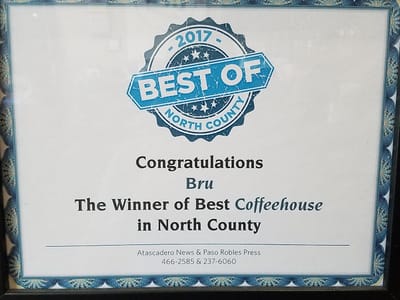 - 2017 -
BEST OF
NORTH COUNTY
Congratulations
Bru
The Winner of Best Coffeehouse
in North County
Atascadero News & Paso Robles Press
466-2585 & 237-6060